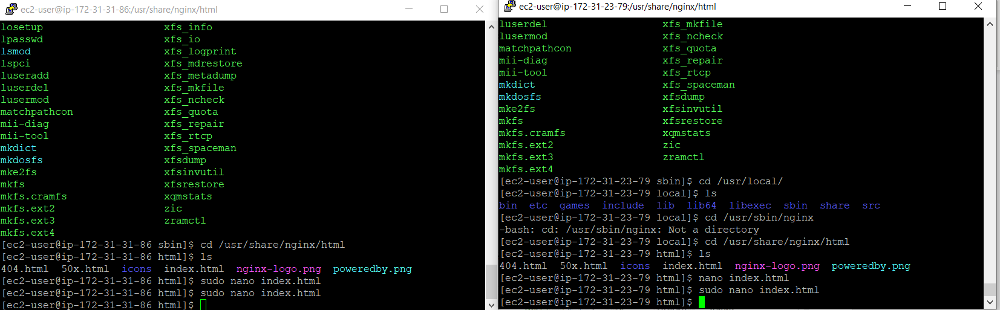 ec2-user@ip-172-31-31-86:/usr/share/nginx/html
losetup xfs_info
lpasswd xfs_io
lsmod xfs_logprint
lspci xfs_mdrestore
luseradd xfs_metadump
luserdel xfs_mkfile
lusermod xfs_ncheck
matchpathcon xfs_quota
mii-diag xfs_repair
mii-tool xfs_rtcp
mkdict xfs_spaceman
mkdosfs xfsdump
mke2fs xfsinvutil
mkfs xfsrestore
mkfs.cramfs xqmstats
mkfs.ext2 zic
mkfs.ext3 zramctl
mkfs.ext4
[ec2-user@ip-172-31-31-86 sbin]$ cd /usr/share/nginx/html
[ec2-user@ip-172-31-31-86 html]$ ls
404.html 50x.html icons index.html nginx-logo.png poweredby.png
[ec2-user@ip-172-31-31-86 html]$ sudo nano index.html
[ec2-user@ip-172-31-31-86 html]$ sudo nano index.html
[ec2-user@ip-172-31-31-86 html]$
ec2-user@ip-172-31-23-79:/usr/share/nginx/html
luserdel xfs_mkfile
lusermod xfs_ncheck
matchpathcon xfs_quota
mii-diag xfs_repair
mii-tool xfs_rtcp
mkdict xfs_spaceman
mkdosfs xfsdump
mke2fs xfsinvutil
mkfs xfsrestore
mkfs.cramfs xqmstats
mkfs.ext2 zic
mkfs.ext3 zramctl
mkfs.ext4
[ec2-user@ip-172-31-23-79 sbin]$ cd /usr/local/
[ec2-user@ip-172-31-23-79 local]$ ls
bin etc games include lib lib64 libexec sbin share src
[ec2-user@ip-172-31-23-79 local]$ cd /usr/sbin/nginx
-bash: cd: /usr/sbin/nginx: Not a directory
[ec2-user@ip-172-31-23-79 local]$ cd /usr/share/nginx/html
[ec2-user@ip-172-31-23-79 html]$ ls
404.html 50x.html icons index.html nginx-logo.png poweredby.png
[ec2-user@ip-172-31-23-79 html]$ nano index.html
[ec2-user@ip-172-31-23-79 html]$ sudo nano index.html
[ec2-user@ip-172-31-23-79 html]$